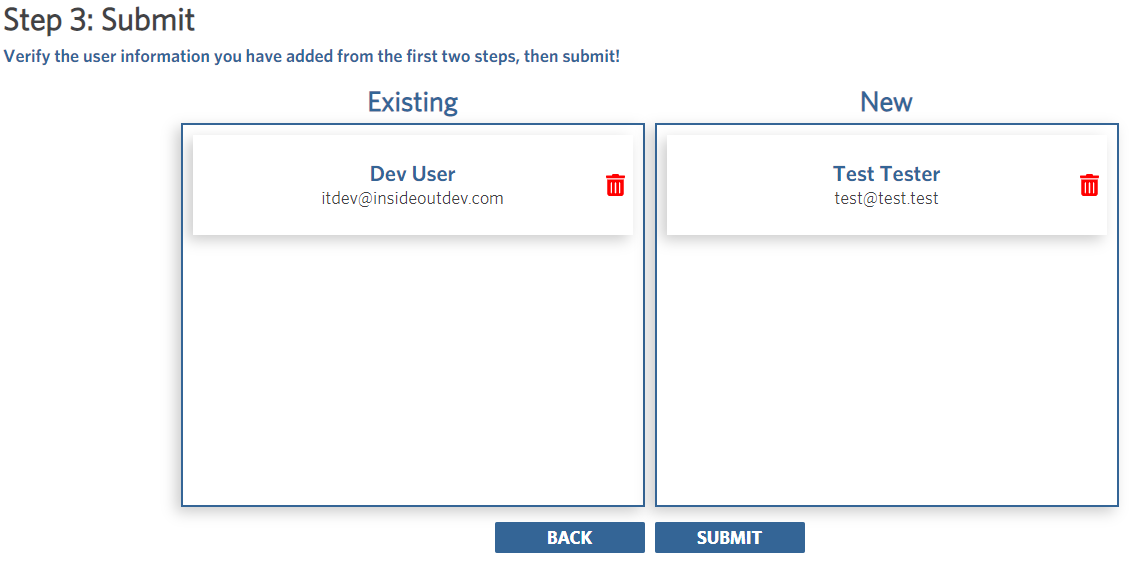 Step 3: Submit
Verify the user information you have added from the first two steps, then submit!
Existing
Dev User
itdev@insideoutdev.com
New
Test Tester
test@test.test
BACK
SUBMIT